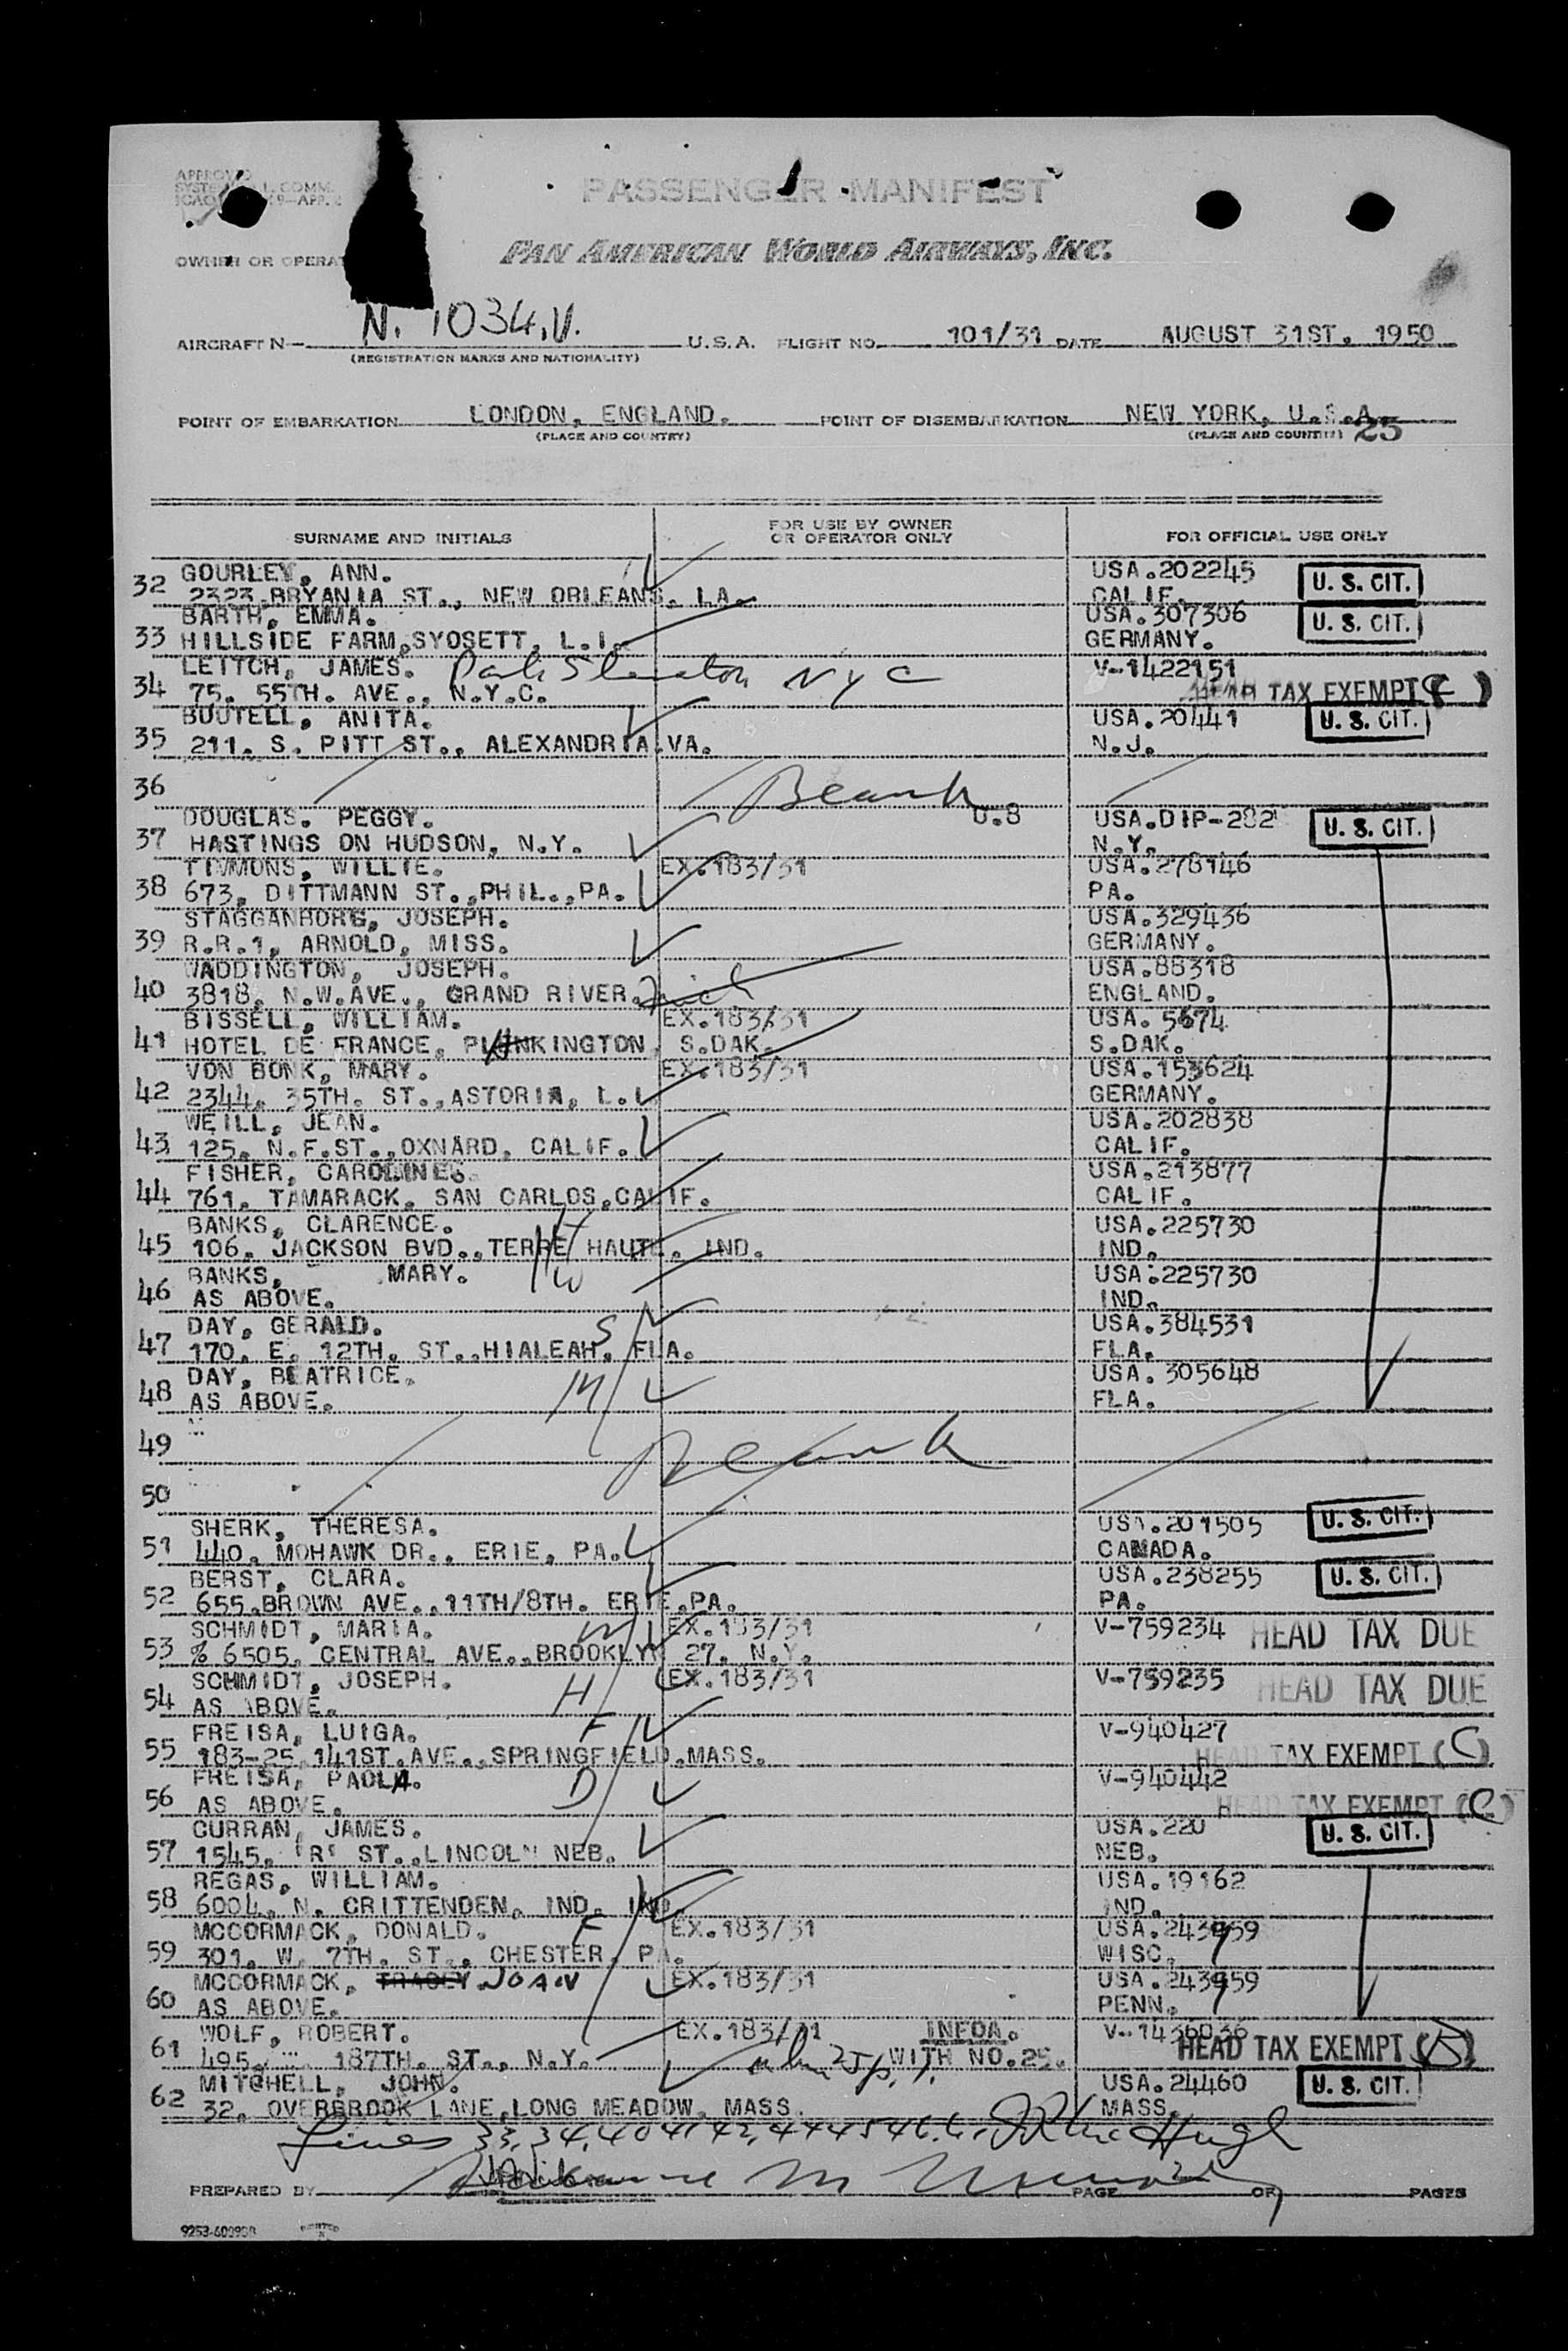 PASSENGER MANIFEST
PAN AMERICAN WORLD AIRWAYS, INC.
OWNER OR OPERAT
AIRCRAFT N— N. 1034.V. U.S.A. FLIGHT NO. 101/31 DATE AUGUST 31ST. 1950
(REGISTRATION MARKS AND NATIONALITY)
POINT OF EMBARKATION LONDON, ENGLAND. POINT OF DISEMBARKATION NEW YORK, U.S.A.
(PLACE AND COUNTRY) (PLACE AND COUNTRY) 25
SURNAME AND INITIALS FOR USE BY OWNER OR OPERATOR ONLY FOR OFFICIAL USE ONLY
GOURLEY, ANN. USA.202245
32 2323.BRYANIA ST., NEW ORLEANS. LA. CALIF. U. S. CIT.
BARTH, EMMA. USA.307306 U. S. CIT.
33 HILLSIDE FARM,SYOSETT, L.I. GERMANY.
LEITCH, JAMES. NYC V-1422151
34 75. 55TH. AVE., N.Y.C. HEAD TAX EXEMPT (C)
BOUTELL, ANITA. USA.20441 U. S. CIT.
35 211. S. PITT ST., ALEXANDRIA.VA. N.J.
36 Beannk
DOUGLAS. PEGGY. U.S USA.DIP-282 U. S. CIT.
37 HASTINGS ON HUDSON, N.Y. N.Y.
TIMMONS, WILLIE. EX.183/31 USA.278146
38 673, DITTMANN ST.,PHIL.,PA. PA.
STAGGANBORG, JOSEPH. USA.329436
39 R.R.1, ARNOLD, MISS. GERMANY.
WADDINGTON, JOSEPH. USA.88318
40 3818, N.W.AVE., GRAND RIVER. ENGLAND.
BISSELL, WILLIAM. EX.183/31 USA. 5674
41 HOTEL DE FRANCE, PLANKINGTON, S.DAK. S.DAK.
VON BONK, MARY. EX.183/31 USA.153624
42 2344. 35TH. ST.,ASTORIA, L.I. GERMANY.
WEILL, JEAN. USA.202838
43 125. N.F.ST.,OXNARD, CALIF. CALIF.
FISHER, CAROLINE. USA.213877
44 761. TAMARACK. SAN CARLOS,CALIF. CALIF.
BANKS, CLARENCE. H USA.225730
45 106. JACKSON BVD.,TERRE HAUTE. IND. IND.
BANKS, MARY. W USA.225730
46 AS ABOVE. IND.
DAY, GERALD. S USA.384531
47 170. E. 12TH. ST.,HIALEAH, FLA. FLA.
DAY, BEATRICE. M USA. 305648
48 AS ABOVE. FLA.
49
50
SHERK, THERESA. USA.201505 U. S. CIT.
51 440. MOHAWK DR., ERIE, PA. CANADA.
BERST, CLARA. USA.238255 U. S. CIT.
52 655.BROWN AVE.,11TH/8TH. ERIE.PA. PA.
SCHMIDT, MARIA. W EX.183/31 V-759234 HEAD TAX DUE
53 % 6505. CENTRAL AVE.,BROOKLYN 27. N.Y.
SCHMIDT, JOSEPH. H EX.183/31 V-759235 HEAD TAX DUE
54 AS ABOVE.
FREISA, LUIGA. F V-940427
55 183-25.141ST.AVE.,SPRINGFIELD.MASS. HEAD TAX EXEMPT (C)
FREISA, PAOLA. D V-940442
56 AS ABOVE. HEAD TAX EXEMPT (C)
CURRAN, JAMES. USA.220 U. S. CIT.
57 1545. 'R' ST.,LINCOLN NEB. NEB.
REGAS, WILLIAM. USA.19162
58 6004. N. CRITTENDEN, IND. IND. IND.
MCCORMACK, DONALD. F EX.183/31 USA.243959
59 301. W. 7TH. ST., CHESTER, PA. WISC.
MCCORMACK, TRACEY. JOAN EX.183/31 USA.243959
60 AS ABOVE. PENN.
WOLF, ROBERT. EX.183/31 INFDA. V-1436036
61 495. 187TH. ST., N.Y. WITH NO.25. HEAD TAX EXEMPT (B)
MITCHELL, JOHN. USA.24460 U. S. CIT.
62 32. OVERBROOK LANE,LONG MEADOW, MASS. MASS.
Lines 33, 34, 40
PREPARED BY PAGE OF PAGES